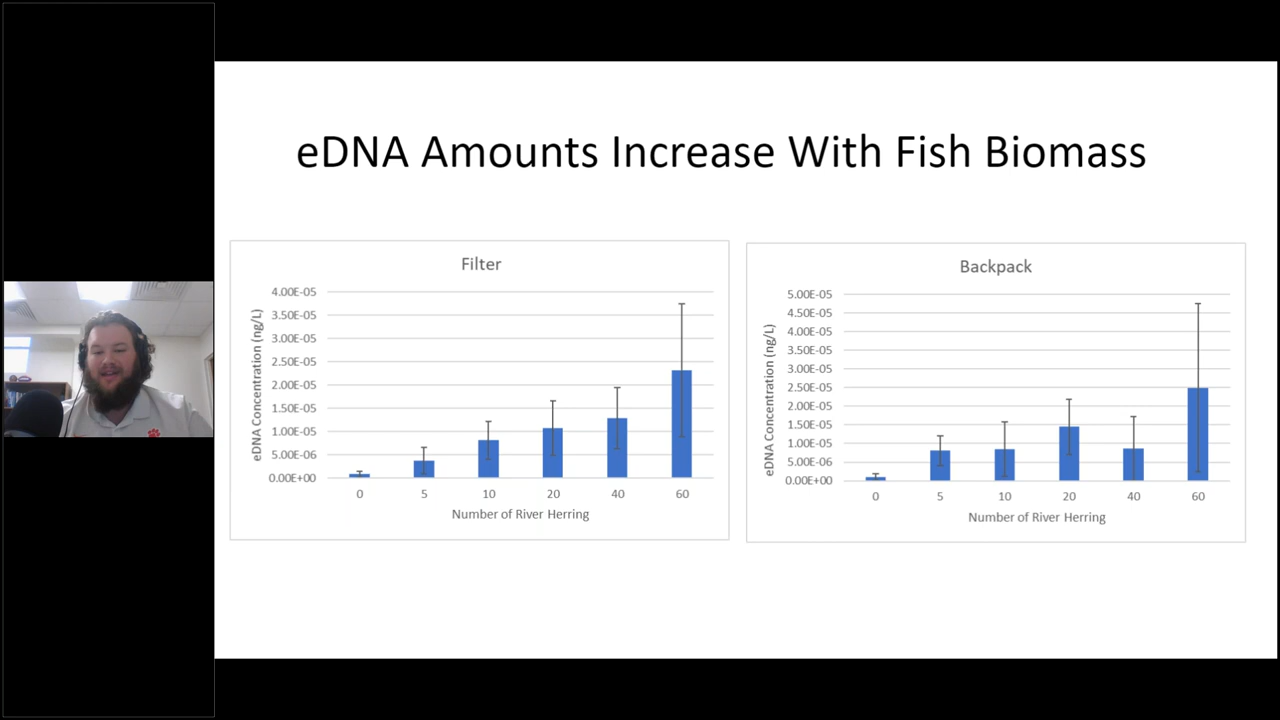 eDNA Amounts Increase With Fish Biomass
Filter
eDNA Concentration (ng/L)
4.00E-05
3.50E-05
3.00E-05
2.50E-05
2.00E-05
1.50E-05
1.00E-05
5.00E-06
0.00E+00
0 5 10 20 40 60
Number of River Herring
Backpack
eDNA Concentration (ng/L)
5.00E-05
4.50E-05
4.00E-05
3.50E-05
3.00E-05
2.50E-05
2.00E-05
1.50E-05
1.00E-05
5.00E-06
0.00E+00
0 5 10 20 40 60
Number of River Herring